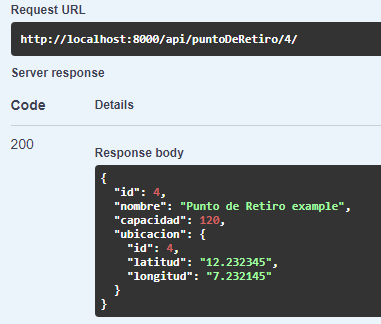 Request URL
http://localhost:8000/api/puntoDeRetiro/4/
Server response
Code Details
200
Response body
{
  "id": 4,
  "nombre": "Punto de Retiro example",
  "capacidad": 120,
  "ubicacion": {
    "id": 4,
    "latitud": "12.232345",
    "longitud": "7.232145"
  }
}